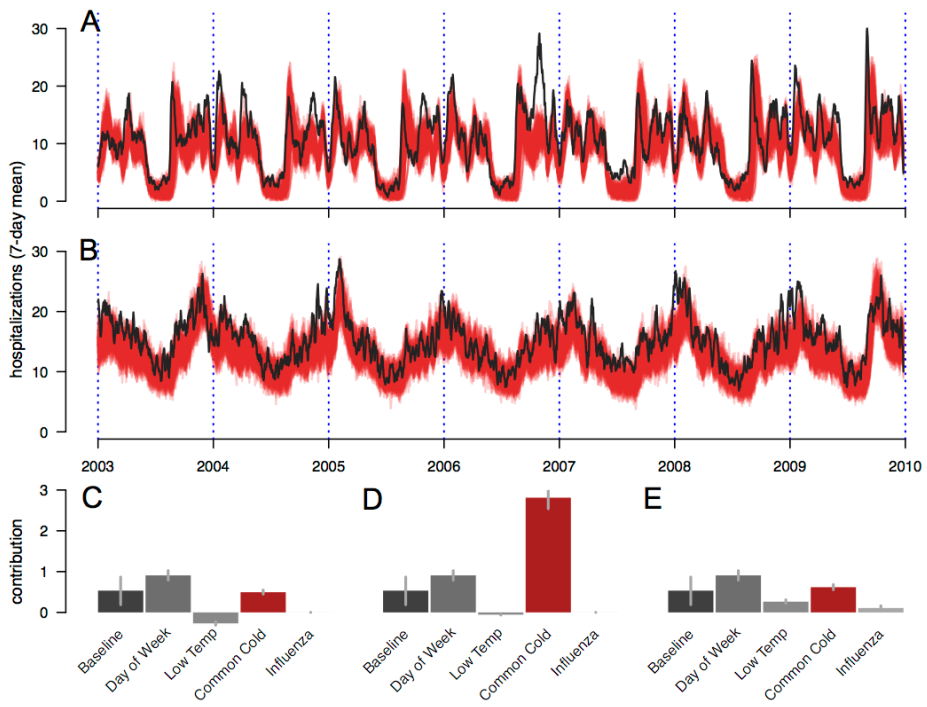 A
30
20
10
0
hospitalizations (7-day mean)
B
30
20
10
0
2003 2004 2005 2006 2007 2008 2009 2010
C D E
3
2
1
0
contribution
Baseline Day of Week Low Temp Common Cold Influenza
Baseline Day of Week Low Temp Common Cold Influenza
Baseline Day of Week Low Temp Common Cold Influenza